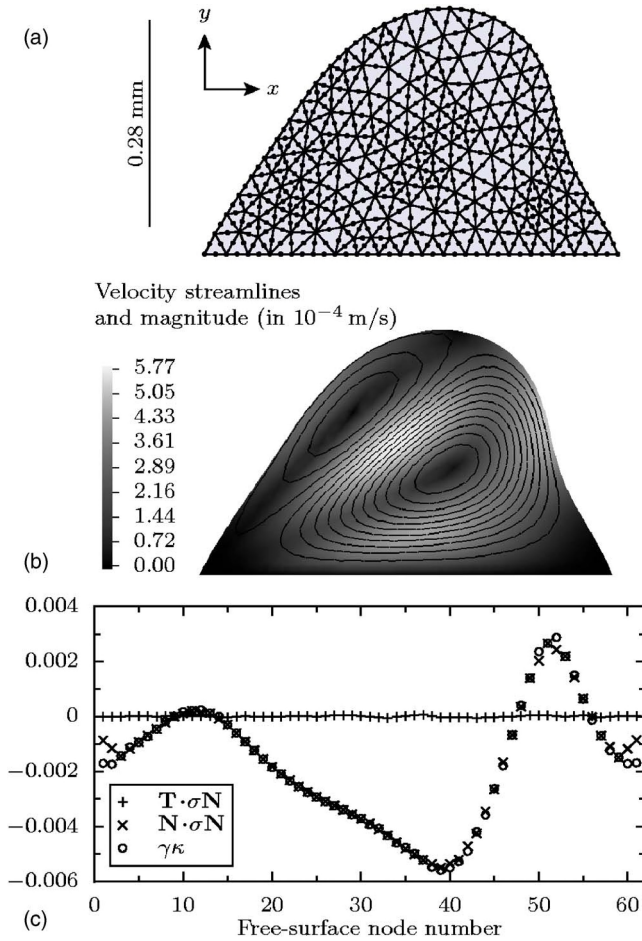 (a)
y
x
0.28 mm
Velocity streamlines
and magnitude (in 10⁻⁴ m/s)
5.77
5.05
4.33
3.61
2.89
2.16
1.44
0.72
0.00
(b)
0.004
0.002
0
−0.002
−0.004
−0.006
T·σN
N·σN
γκ
0 10 20 30 40 50 60
Free-surface node number
(c)